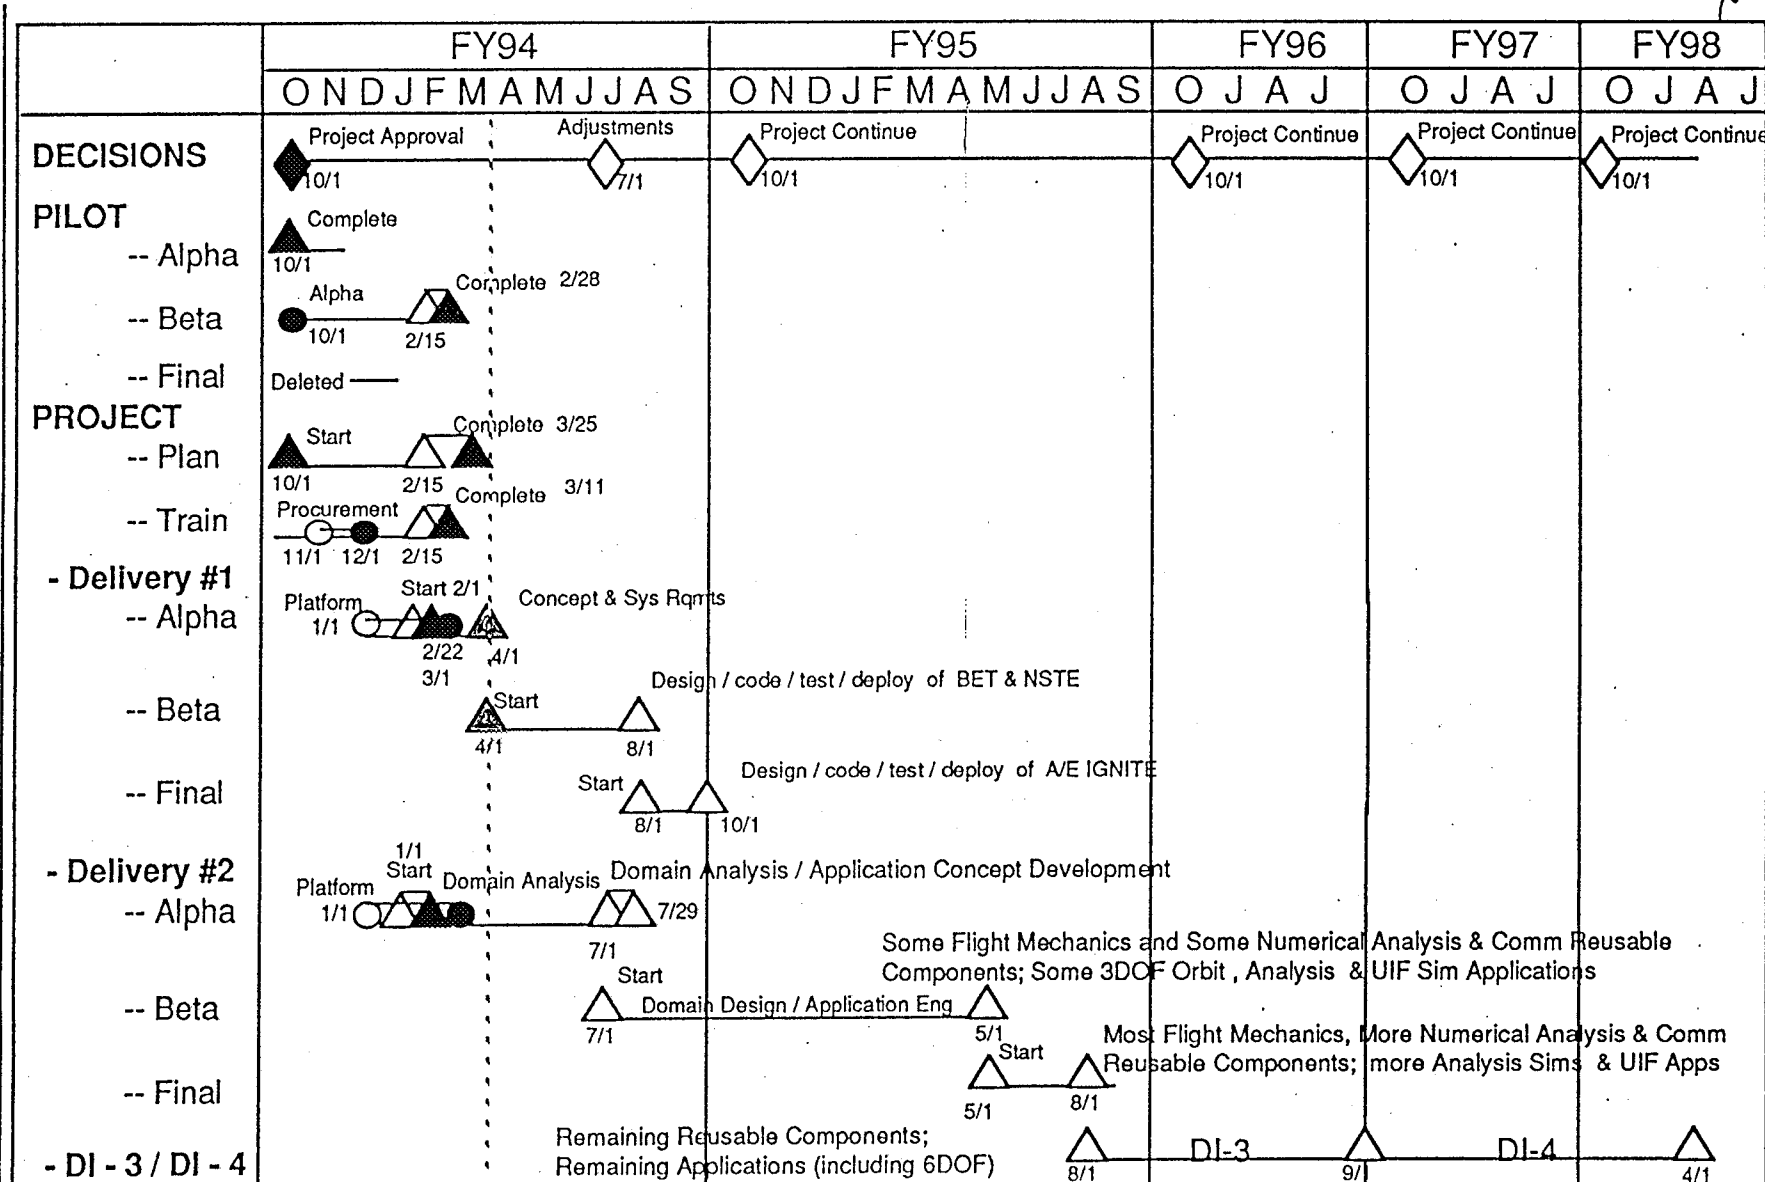 FY94 FY95 FY96 FY97 FY98
O N D J F M A M J J A S O N D J F M A M J J A S O J A J O J A J O J A J
DECISIONS Project Approval 10/1 Adjustments 7/1 Project Continue 10/1 Project Continue 10/1 Project Continue 10/1 Project Continue 10/1
PILOT
-- Alpha Complete 10/1
-- Beta Alpha 10/1 2/15 Complete 2/28
-- Final Deleted
PROJECT
-- Plan Start 10/1 2/15 Complete 3/25
-- Train Procurement 11/1 12/1 2/15 Complete 3/11
- Delivery #1
-- Alpha Platform 1/1 Start 2/1 2/22 3/1 4/1 Concept & Sys Rqmts
-- Beta Start 4/1 8/1 Design / code / test / deploy of BET & NSTE
-- Final Start 8/1 10/1 Design / code / test / deploy of A/E IGNITE
- Delivery #2
-- Alpha Platform 1/1 1/1 Start Domain Analysis 7/1 7/29 Domain Analysis / Application Concept Development
Some Flight Mechanics and Some Numerical Analysis & Comm Reusable
Components; Some 3DOF Orbit , Analysis & UIF Sim Applications
-- Beta Start 7/1 Domain Design / Application Eng 5/1
Most Flight Mechanics, More Numerical Analysis & Comm
Reusable Components; more Analysis Sims & UIF Apps
-- Final Start 5/1 8/1
Remaining Reusable Components;
Remaining Applications (including 6DOF)
- DI - 3 / DI - 4 8/1 DI-3 9/1 DI-4 4/1